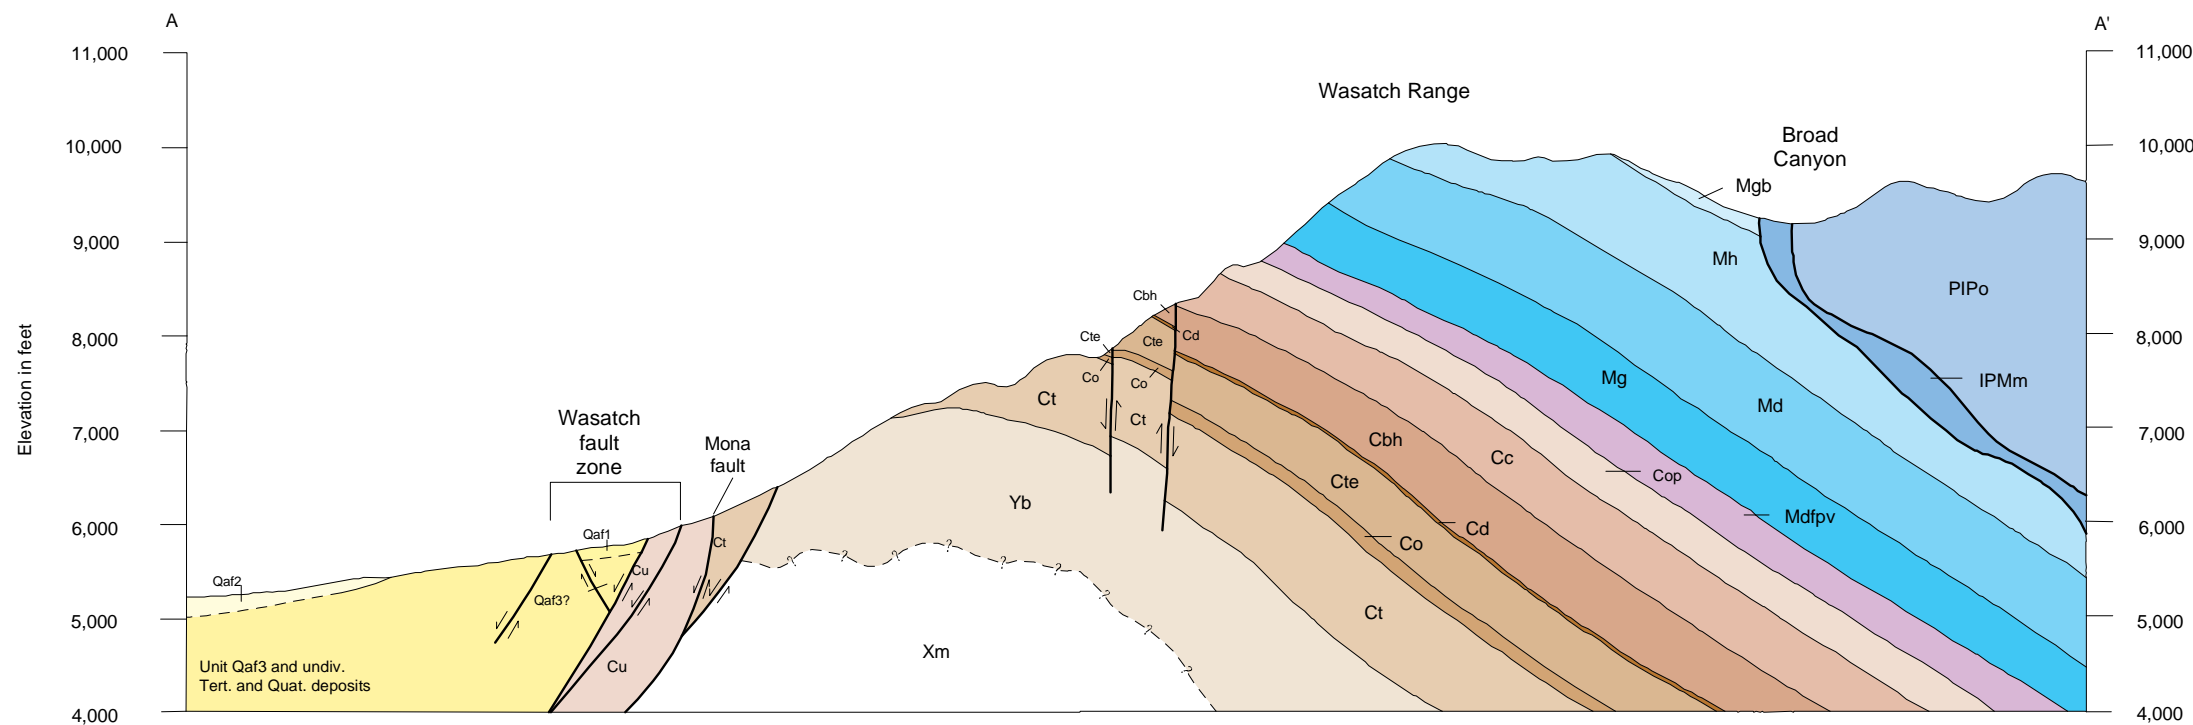 A
A'
11,000
11,000
Wasatch Range
10,000
10,000
Broad
Canyon
Mgb
9,000
9,000
Mh
PIPo
Cbh
8,000
8,000
Cte
Cte
Cd
Co
Co
Mg
IPMm
Elevation in feet
Ct
Ct
Md
Wasatch
fault
zone
Mona
fault
7,000
7,000
Cbh
Cc
Cop
Cte
Yb
6,000
6,000
Qaf1
Ct
Cd
Mdfpv
Co
?
?
?
?
?
?
Qaf2
Cu
Qaf3?
?
5,000
5,000
Ct
?
Unit Qaf3 and undiv.
Tert. and Quat. deposits
Cu
Xm
?
4,000
4,000